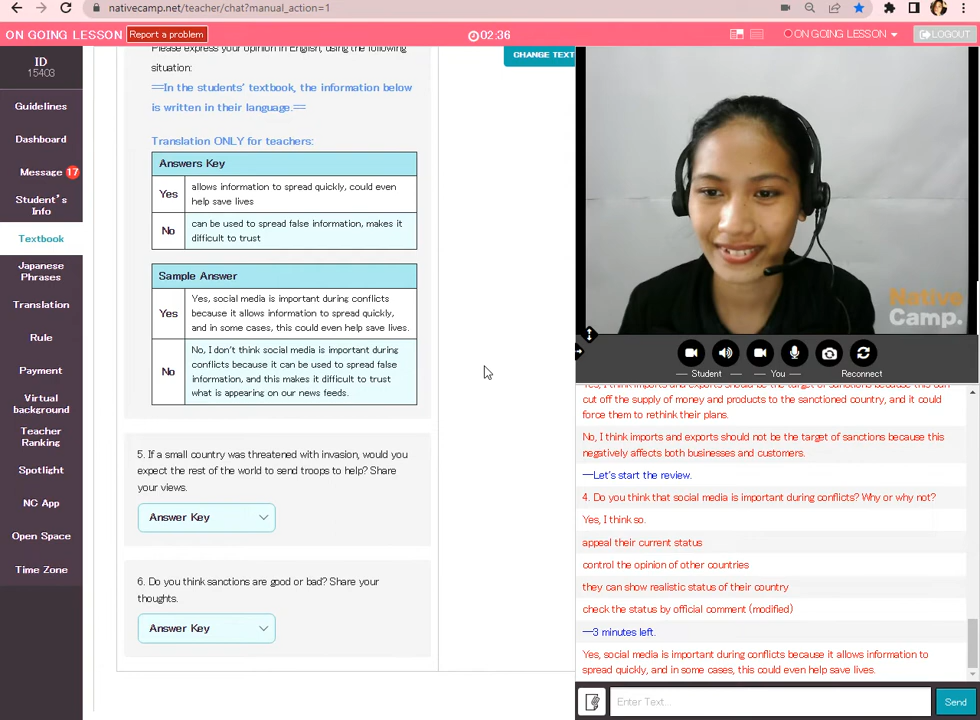 nativecamp.net/teacher/chat?manual_action=1
ON GOING LESSON
Report a problem
02:36
ON GOING LESSON
LOGOUT
ID
15403
Guidelines
Dashboard
Message 17
Student's
Info
Textbook
Japanese
Phrases
Translation
Rule
Payment
Virtual
background
Teacher
Ranking
Spotlight
NC App
Open Space
Time Zone
Please express your opinion in English, using the following
situation:
==In the students' textbook, the information below
is written in their language.==
Translation ONLY for teachers:
Answers Key
Yes
allows information to spread quickly, could even
help save lives
No
can be used to spread false information, makes it
difficult to trust
Sample Answer
Yes
Yes, social media is important during conflicts
because it allows information to spread quickly,
and in some cases, this could even help save lives.
No
No, I don't think social media is important during
conflicts because it can be used to spread false
information, and this makes it difficult to trust
what is appearing on our news feeds.
5. If a small country was threatened with invasion, would you
expect the rest of the world to send troops to help? Share
your views.
Answer Key
6. Do you think sanctions are good or bad? Share your
thoughts.
Answer Key
CHANGE TEXT
Native
Camp.
Student
You
Reconnect
Yes, I think imports and exports should be the target of sanctions because this can
cut off the supply of money and products to the sanctioned country, and it could
force them to rethink their plans.
No, I think imports and exports should not be the target of sanctions because this
negatively affects both businesses and customers.
—Let's start the review.
4. Do you think that social media is important during conflicts? Why or why not?
Yes, I think so.
appeal their current status
control the opinion of other countries
they can show realistic status of their country
check the status by official comment (modified)
—3 minutes left.
Yes, social media is important during conflicts because it allows information to
spread quickly, and in some cases, this could even help save lives.
Enter Text...
Send